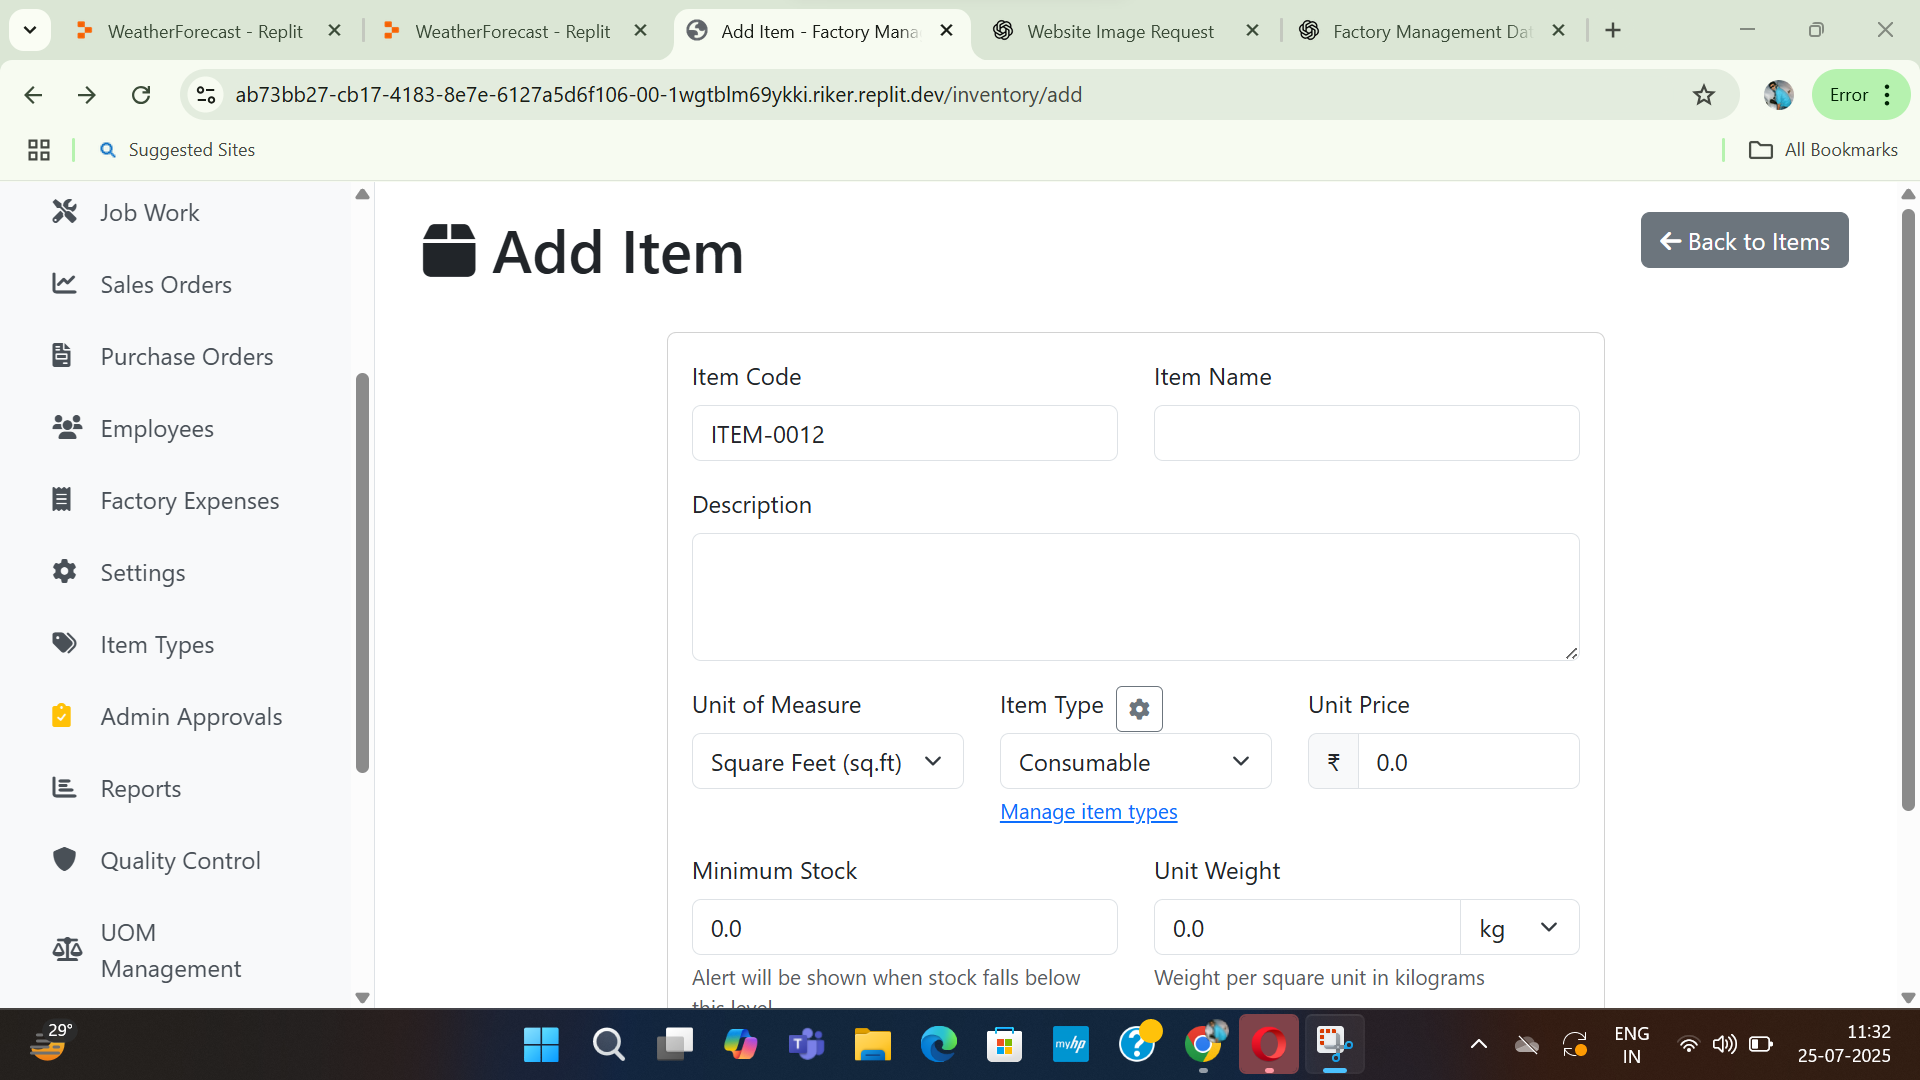 WeatherForecast - Replit
WeatherForecast - Replit
Add Item - Factory Mana
Website Image Request
Factory Management Dat
ab73bb27-cb17-4183-8e7e-6127a5d6f106-00-1wgtblm69ykki.riker.replit.dev/inventory/add
Error
Suggested Sites
All Bookmarks
Job Work
Sales Orders
Purchase Orders
Employees
Factory Expenses
Settings
Item Types
Admin Approvals
Reports
Quality Control
UOM
Management
Add Item
Back to Items
Item Code
Item Name
ITEM-0012
Description
Unit of Measure
Item Type
Unit Price
Square Feet (sq.ft)
Consumable
₹ 0.0
Manage item types
Minimum Stock
Unit Weight
0.0
0.0 kg
Alert will be shown when stock falls below
this level
Weight per square unit in kilograms
29°
myhp
ENG
IN
11:32
25-07-2025